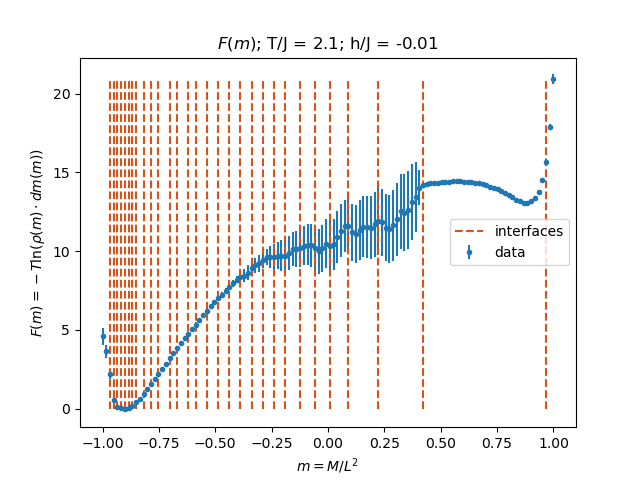 F(m); T/J = 2.1; h/J = -0.01
F(m) = −T ln(ρ(m) · dm(m))
20
15
10
5
0
interfaces
data
−1.00 −0.75 −0.50 −0.25 0.00 0.25 0.50 0.75 1.00
m = M/L²